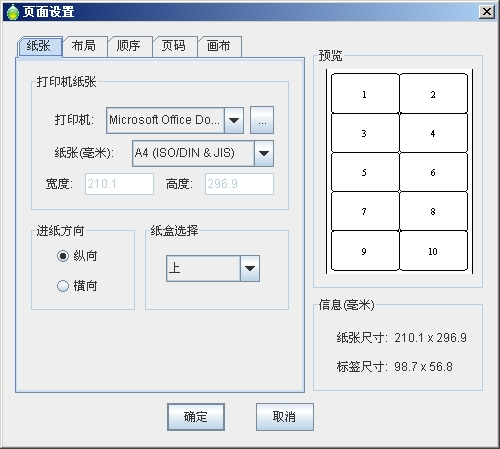 页面设置
纸张 布局 顺序 页码 画布
打印机纸张
打印机: Microsoft Office Do... ...
纸张(毫米): A4 (ISO/DIN & JIS)
宽度: 210.1 高度: 296.9
进纸方向
纵向
横向
纸盒选择
上
预览
1 2
3 4
5 6
7 8
9 10
信息(毫米)
纸张尺寸: 210.1 x 296.9
标签尺寸: 98.7 x 56.8
确定 取消